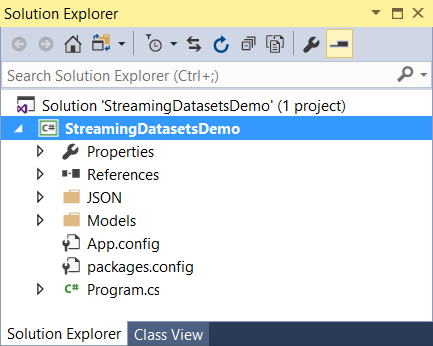 Solution Explorer
Search Solution Explorer (Ctrl+;)
Solution 'StreamingDatasetsDemo' (1 project)
C# StreamingDatasetsDemo
Properties
References
JSON
Models
App.config
packages.config
C# Program.cs
Solution Explorer Class View